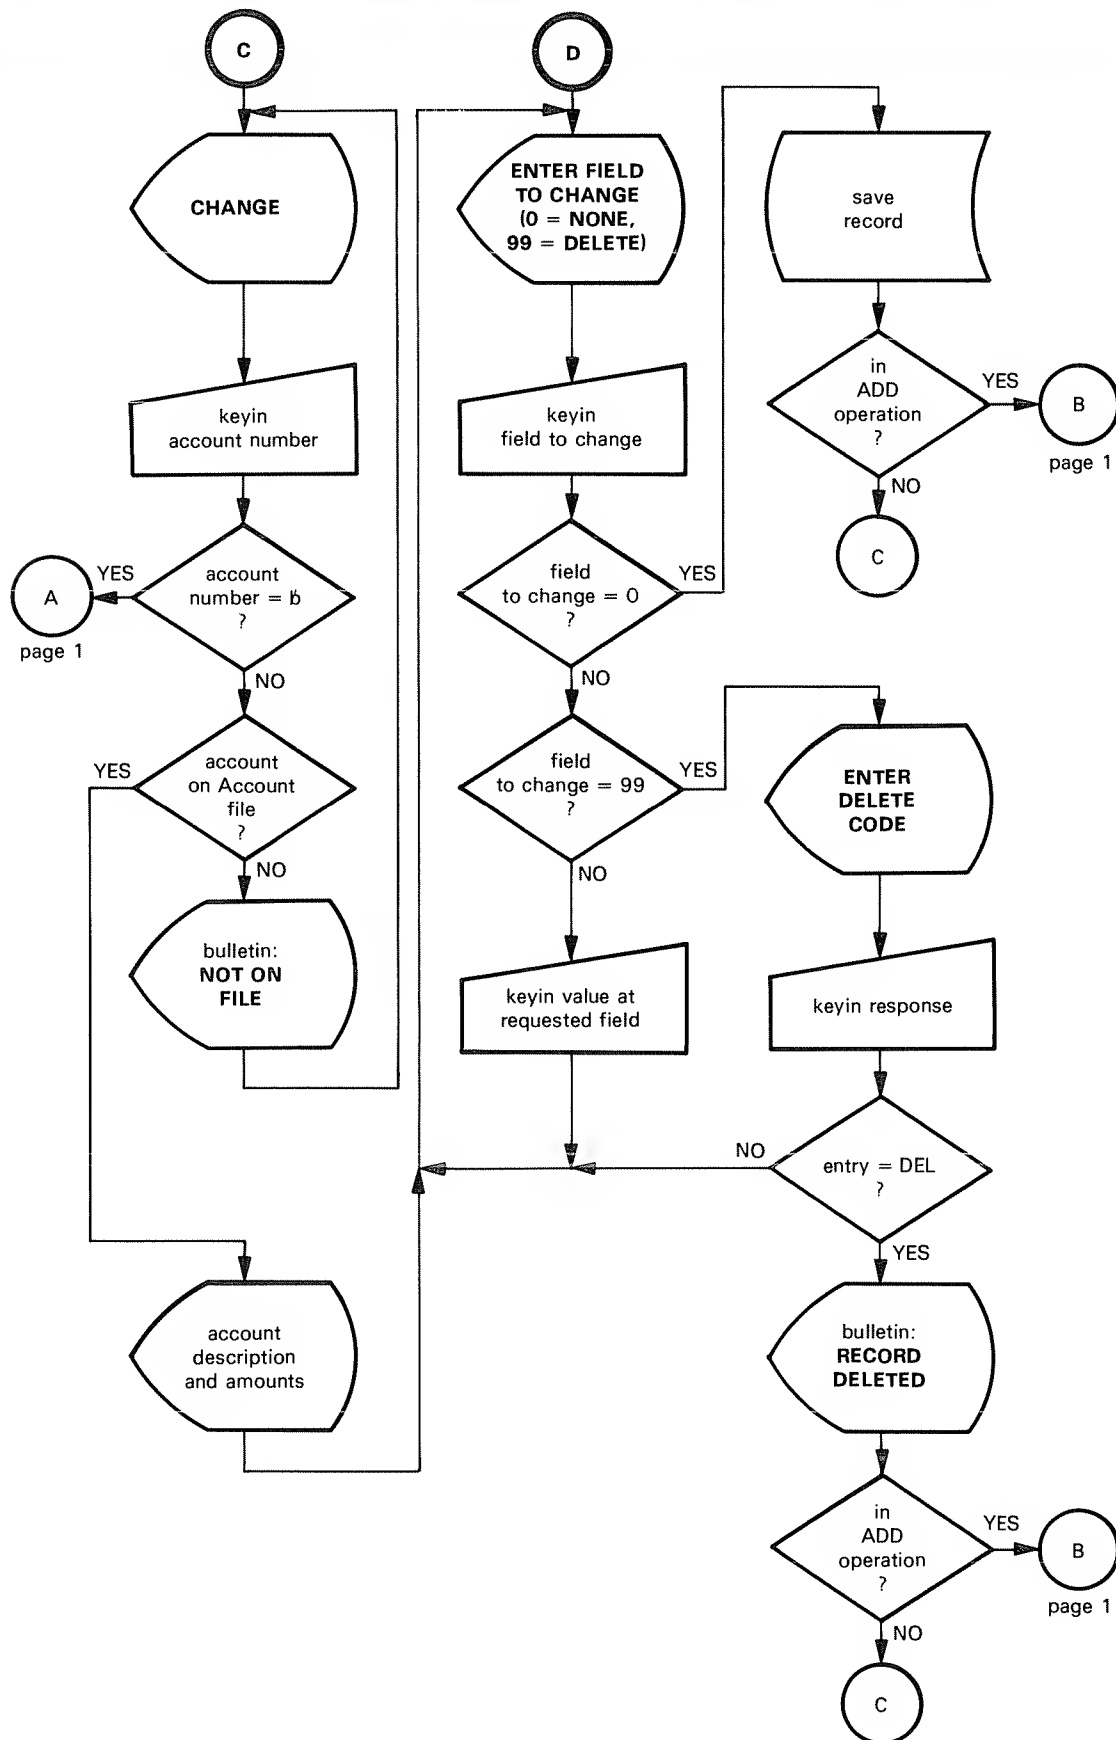 C
CHANGE
keyin
account number
account
number = ƀ
?
YES
A
page 1
NO
account
on Account
file
?
YES
NO
bulletin:
NOT ON
FILE
account
description
and amounts
D
ENTER FIELD
TO CHANGE
(0 = NONE,
99 = DELETE)
keyin
field to change
field
to change = 0
?
YES
NO
field
to change = 99
?
YES
NO
keyin value at
requested field
save
record
in
ADD
operation
?
YES
B
page 1
NO
C
ENTER
DELETE
CODE
keyin response
entry = DEL
?
NO
YES
bulletin:
RECORD
DELETED
in
ADD
operation
?
YES
B
page 1
NO
C